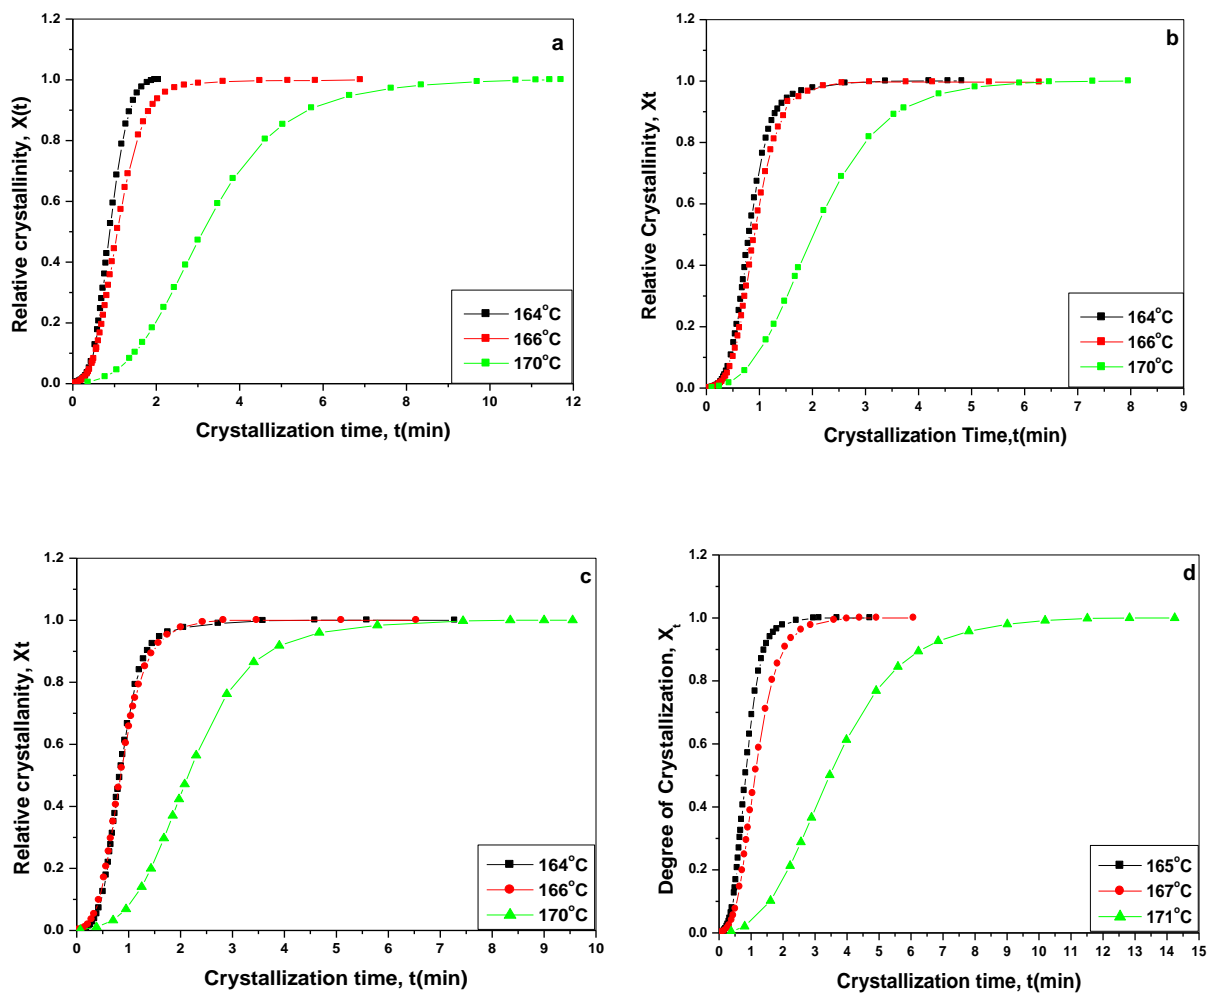 a
1.2
1.0
0.8
0.6
0.4
0.2
0.0
Relative crystallinity, X(t)
164°C
166°C
170°C
0 2 4 6 8 10 12
Crystallization time, t(min)
b
1.2
1.0
0.8
0.6
0.4
0.2
0.0
Relative Crystallinity, Xt
164°C
166°C
170°C
0 1 2 3 4 5 6 7 8 9
Crystallization Time,t(min)
c
1.2
1.0
0.8
0.6
0.4
0.2
0.0
Relative crystallanity, Xt
164°C
166°C
170°C
0 1 2 3 4 5 6 7 8 9 10
Crystallization time, t(min)
d
1.2
1.0
0.8
0.6
0.4
0.2
0.0
Degree of Crystallization, Xt
165°C
167°C
171°C
0 1 2 3 4 5 6 7 8 9 10 11 12 13 14 15
Crystallization time, t(min)